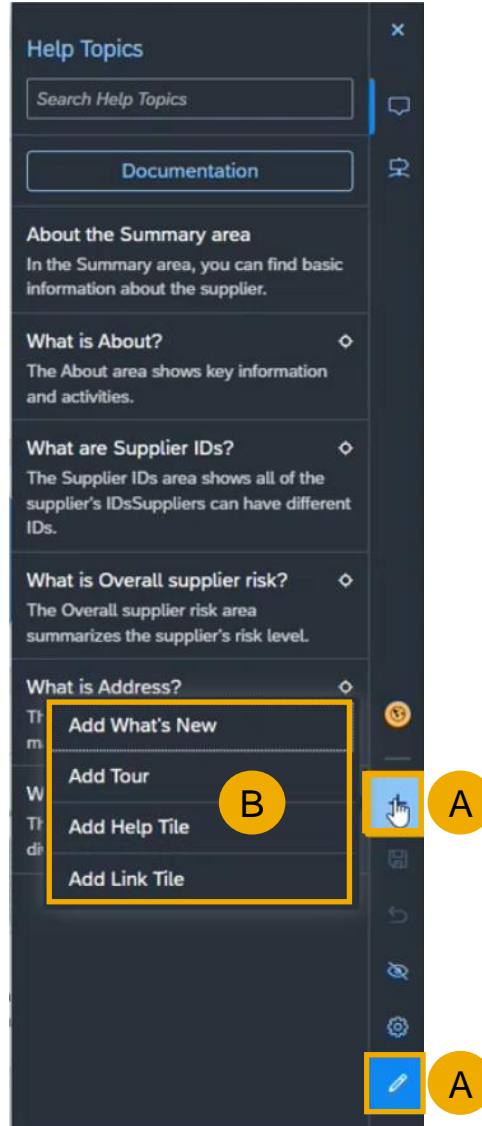 Help Topics
Search Help Topics
Documentation
About the Summary area
In the Summary area, you can find basic
information about the supplier.
What is About?
The About area shows key information
and activities.
What are Supplier IDs?
The Supplier IDs area shows all of the
supplier's IDsSuppliers can have different
IDs.
What is Overall supplier risk?
The Overall supplier risk area
summarizes the supplier's risk level.
What is Address?
Add What's New
Add Tour
Add Help Tile
Add Link Tile
B
A
A